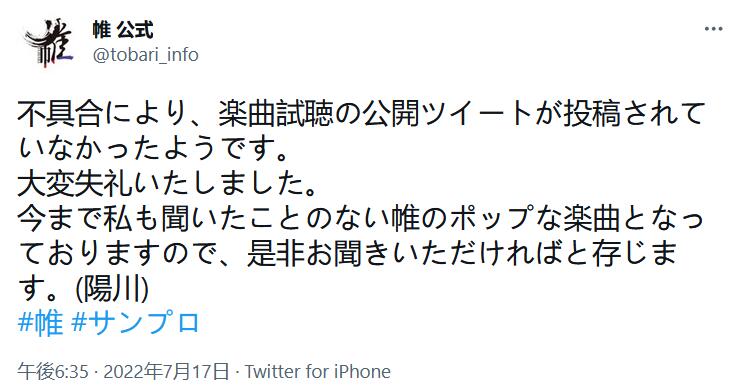 帷
帷 公式
@tobari_info
不具合により、楽曲試聴の公開ツイートが投稿されて
いなかったようです。
大変失礼いたしました。
今まで私も聞いたことのない帷のポップな楽曲となっ
ておりますので、是非お聞きいただければと存じま
す。(陽川)
#帷 #サンプロ
午後6:35 · 2022年7月17日 · Twitter for iPhone